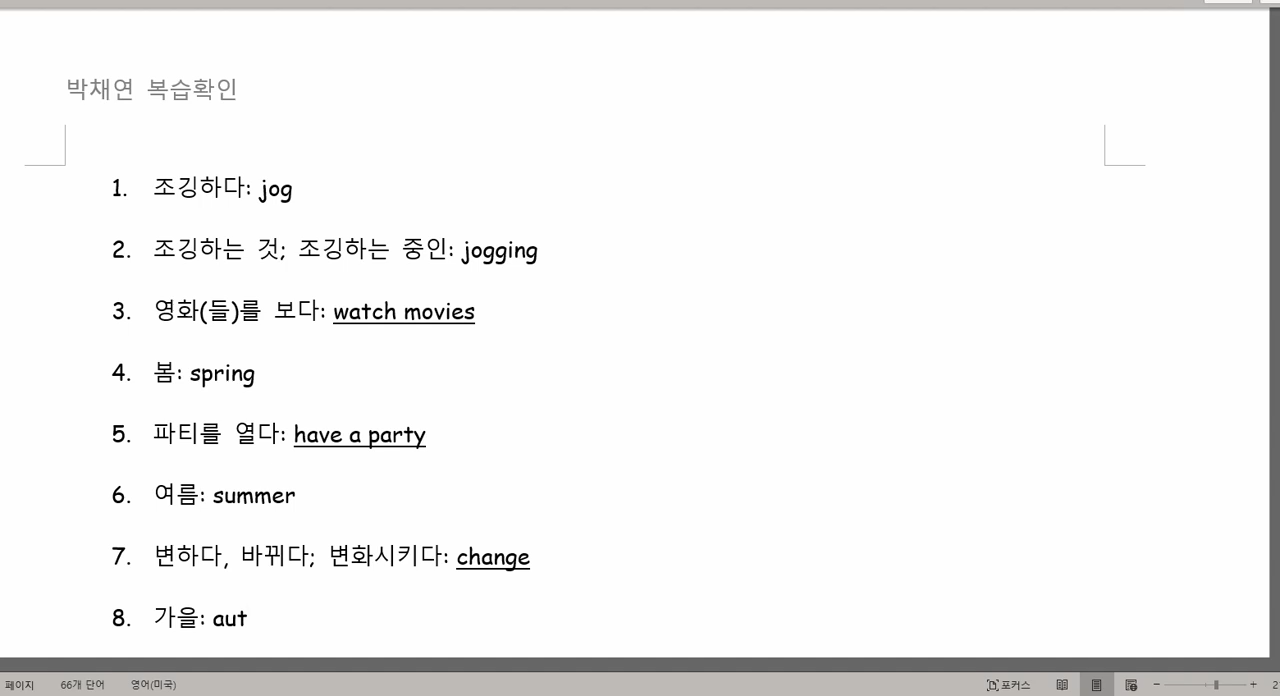 박채연 복습확인
1. 조깅하다: jog
2. 조깅하는 것; 조깅하는 중인: jogging
3. 영화(들)를 보다: watch movies
4. 봄: spring
5. 파티를 열다: have a party
6. 여름: summer
7. 변하다, 바뀌다; 변화시키다: change
8. 가을: aut
페이지 66개 단어 영어(미국) 포커스